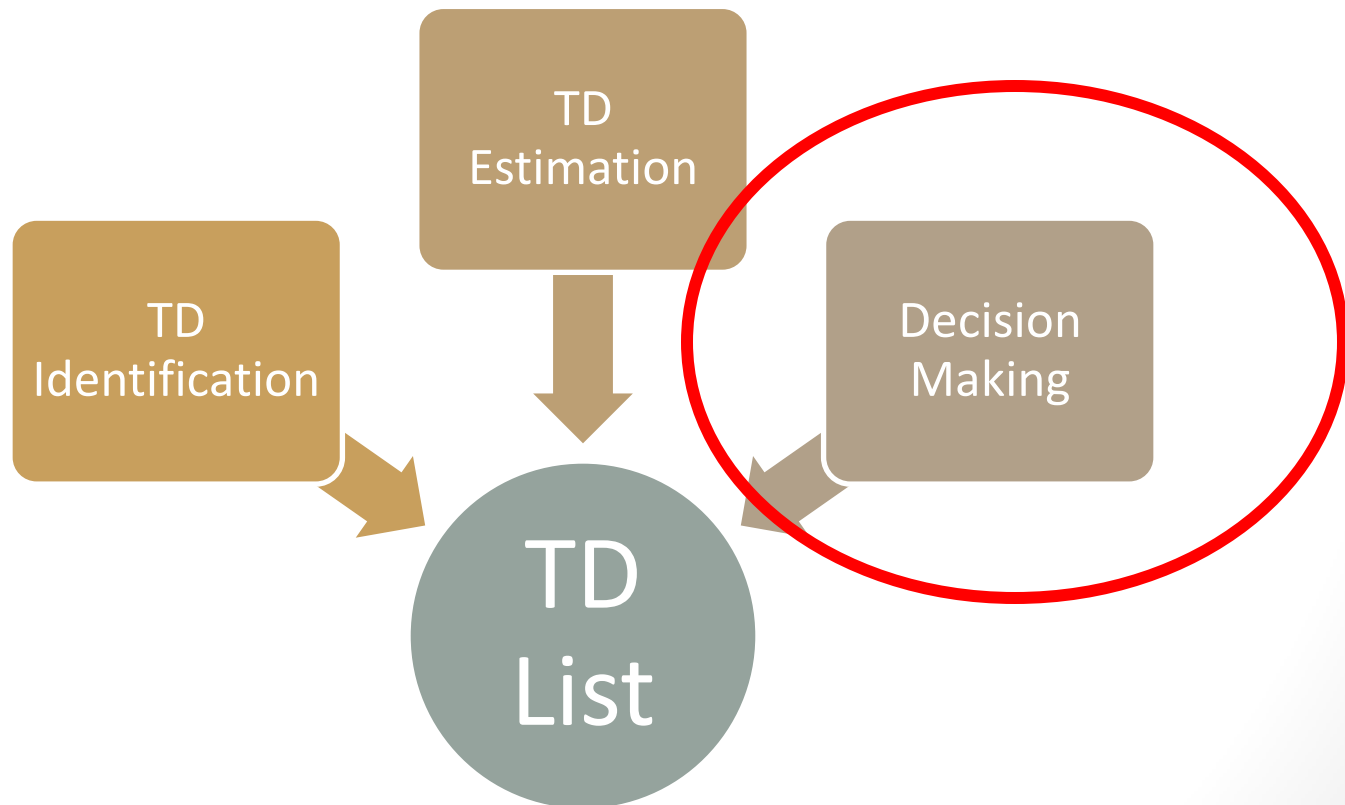 TD
Estimation
TD
Identification
Decision
Making
TD
List